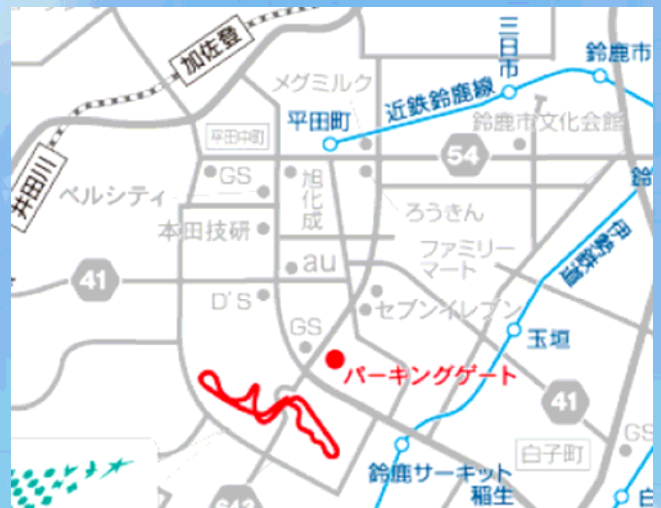 加佐登
三日市
鈴鹿市
メグミルク
近鉄鈴鹿線
平田町
鈴鹿市文化会館
平田中町
54
井田川
GS
旭化成
ベルシティ
ろうきん
本田技研
ファミリー
マート
伊勢鉄道
au
41
D'S
セブンイレブン
GS
玉垣
パーキングゲート
41
白子町
GS
鈴鹿サーキット
稲生